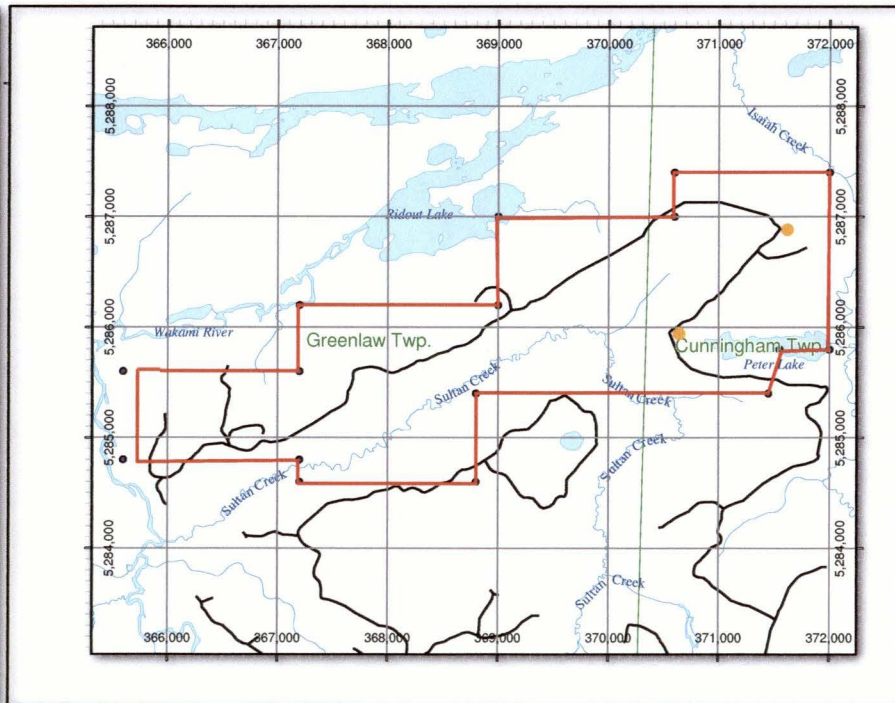 366,000 367,000 368,000 369,000 370,000 371,000 372,000
5,288,000 5,288,000
Isaiah Creek
5,287,000 Ridout Lake 5,287,000
Wakami River
5,286,000 Greenlaw Twp. Cunningham Twp. 5,286,000
Peter Lake
Sultan Creek Sultan Creek
5,285,000 5,285,000
Sultan Creek
Sultan Creek
5,284,000 5,284,000
Sultan Creek
366,000 367,000 368,000 369,000 370,000 371,000 372,000